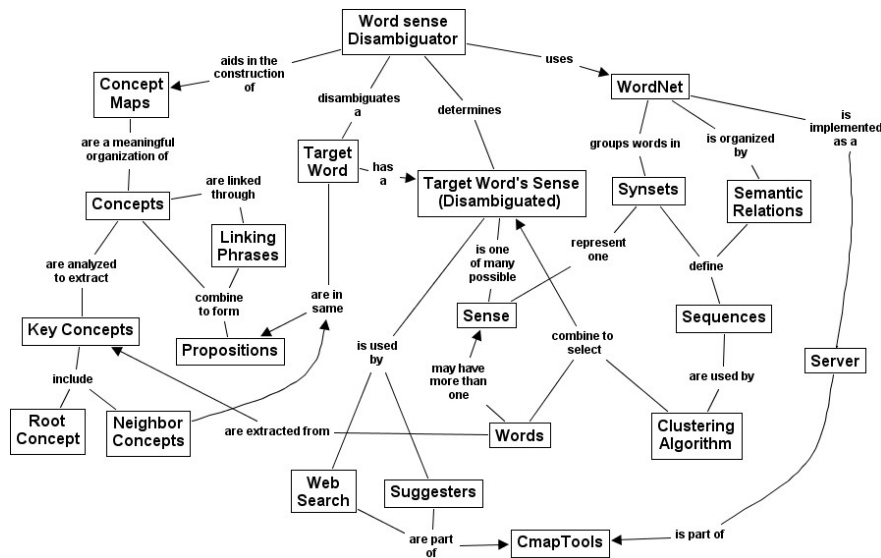 Word sense
Disambiguator
aids in the
construction
of
uses
Concept
Maps
WordNet
disambiguates
a
determines
is
implemented
as a
are a meaningful
organization of
groups words in
is organized
by
Target
Word
has
a
Target Word's Sense
(Disambiguated)
Synsets
Semantic
Relations
Concepts
are linked
through
Linking
Phrases
is one
of many
possible
represent
one
are analyzed
to extract
define
combine
to form
are in
same
Key Concepts
Propositions
Sense
Sequences
is used
by
combine to
select
Server
include
may have
more than
one
are used by
Root
Concept
Neighbor
Concepts
are extracted from
Words
Clustering
Algorithm
Web
Search
Suggesters
are part
of
CmapTools
is part of